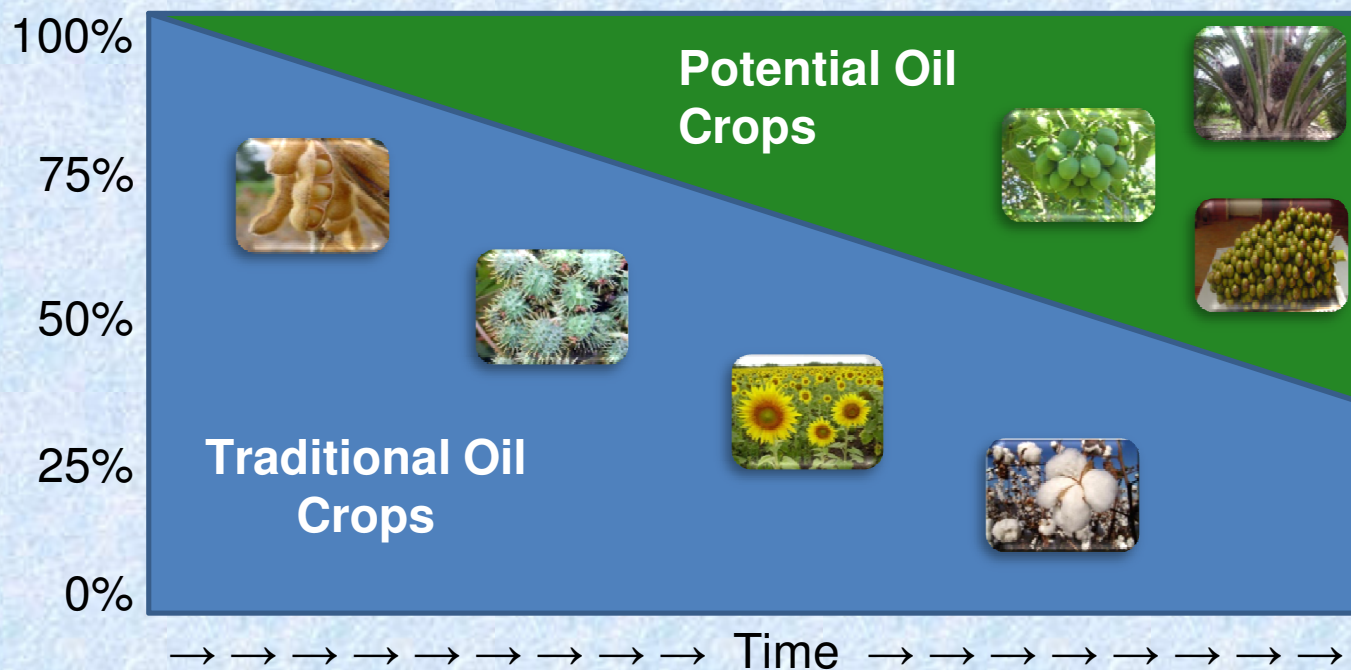 100%
75%
50%
25%
0%
Potential Oil
Crops
Traditional Oil
Crops
→ → → → → → → → → Time → → → → → → → →